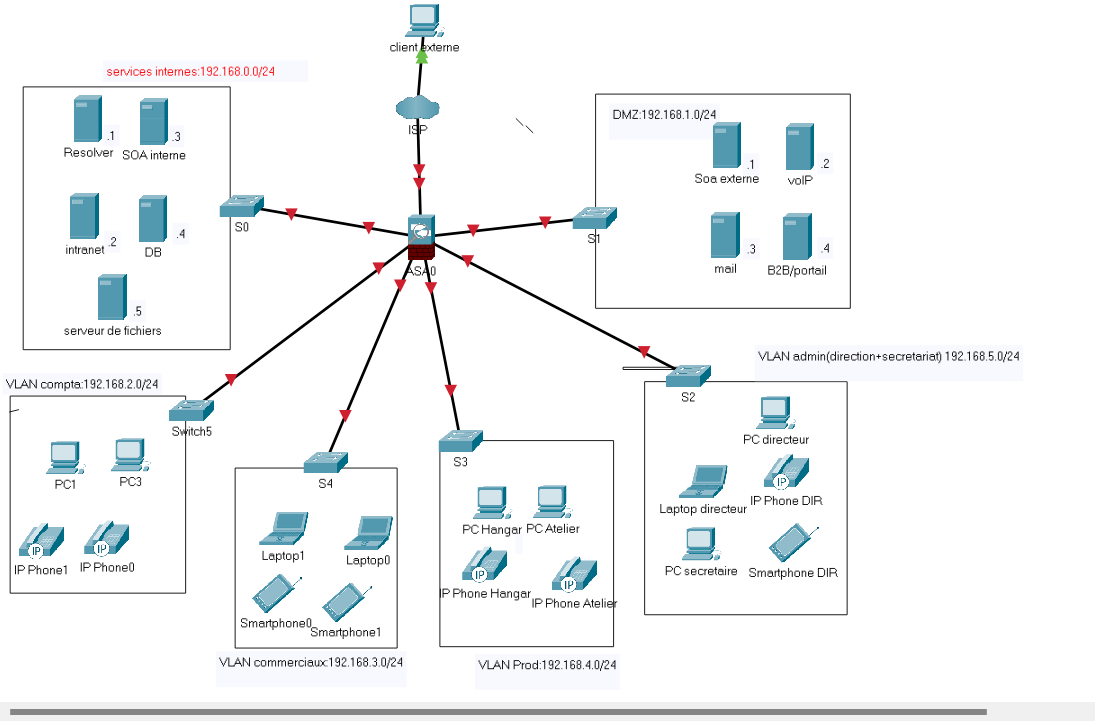 client externe
services internes:192.168.0.0/24
ISP
DMZ:192.168.1.0/24
.1
Resolver
.3
SOA interne
.1
Soa externe
.2
voIP
S0
S1
intranet
.2
.4
DB
.3
mail
.4
B2B/portail
ASA0
.5
serveur de fichiers
VLAN admin(direction+secretariat) 192.168.5.0/24
VLAN compta:192.168.2.0/24
S2
Switch5
PC directeur
S3
S4
PC1
PC3
IP
IP Phone DIR
Laptop directeur
PC Hangar
PC Atelier
IP
IP Phone1
IP
IP Phone0
Laptop1
Laptop0
PC secretaire
Smartphone DIR
IP
IP Phone Hangar
IP
IP Phone Atelier
Smartphone0
Smartphone1
VLAN commerciaux:192.168.3.0/24
VLAN Prod:192.168.4.0/24